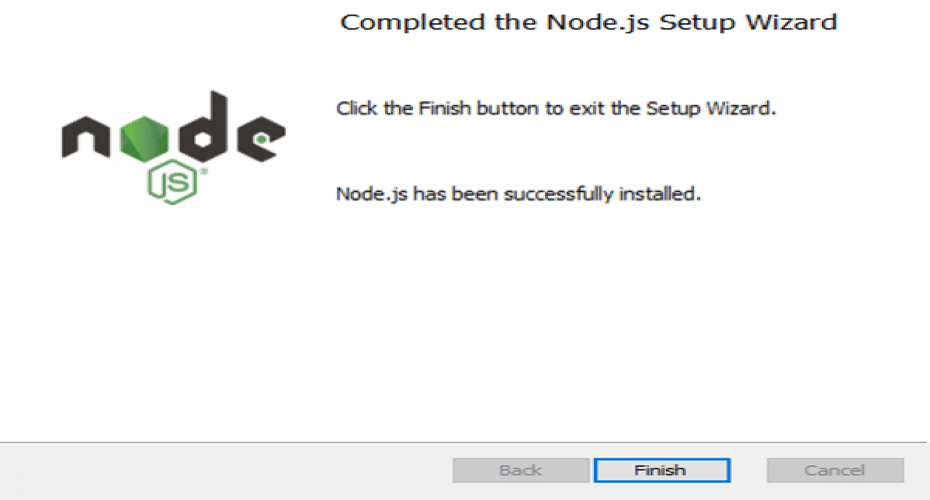 Completed the Node.js Setup Wizard
Click the Finish button to exit the Setup Wizard.
node
JS®
Node.js has been successfully installed.
Back
Finish
Cancel